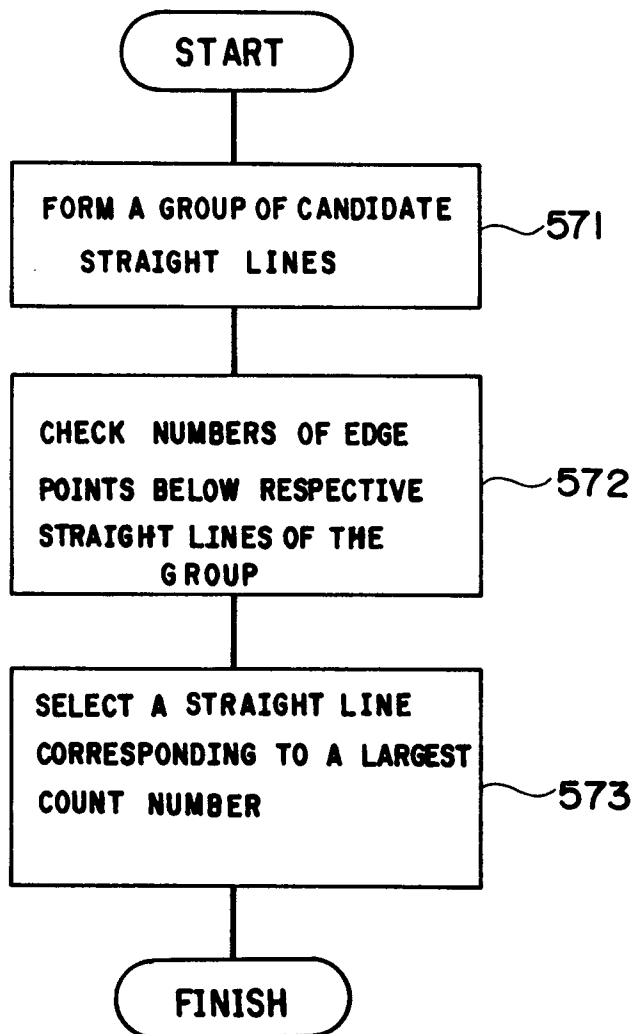 START
FORM A GROUP OF CANDIDATE
STRAIGHT LINES
571
CHECK NUMBERS OF EDGE
POINTS BELOW RESPECTIVE
STRAIGHT LINES OF THE
GROUP
572
SELECT A STRAIGHT LINE
CORRESPONDING TO A LARGEST
COUNT NUMBER
573
FINISH